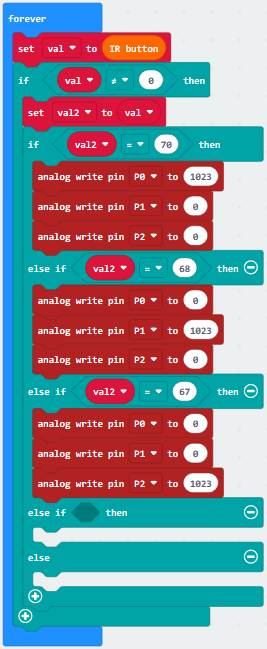 forever
set val to IR button
if val ≠ 0 then
set val2 to val
if val2 = 70 then
analog write pin P0 to 1023
analog write pin P1 to 0
analog write pin P2 to 0
else if val2 = 68 then
analog write pin P0 to 0
analog write pin P1 to 1023
analog write pin P2 to 0
else if val2 = 67 then
analog write pin P0 to 0
analog write pin P1 to 0
analog write pin P2 to 1023
else if then
else